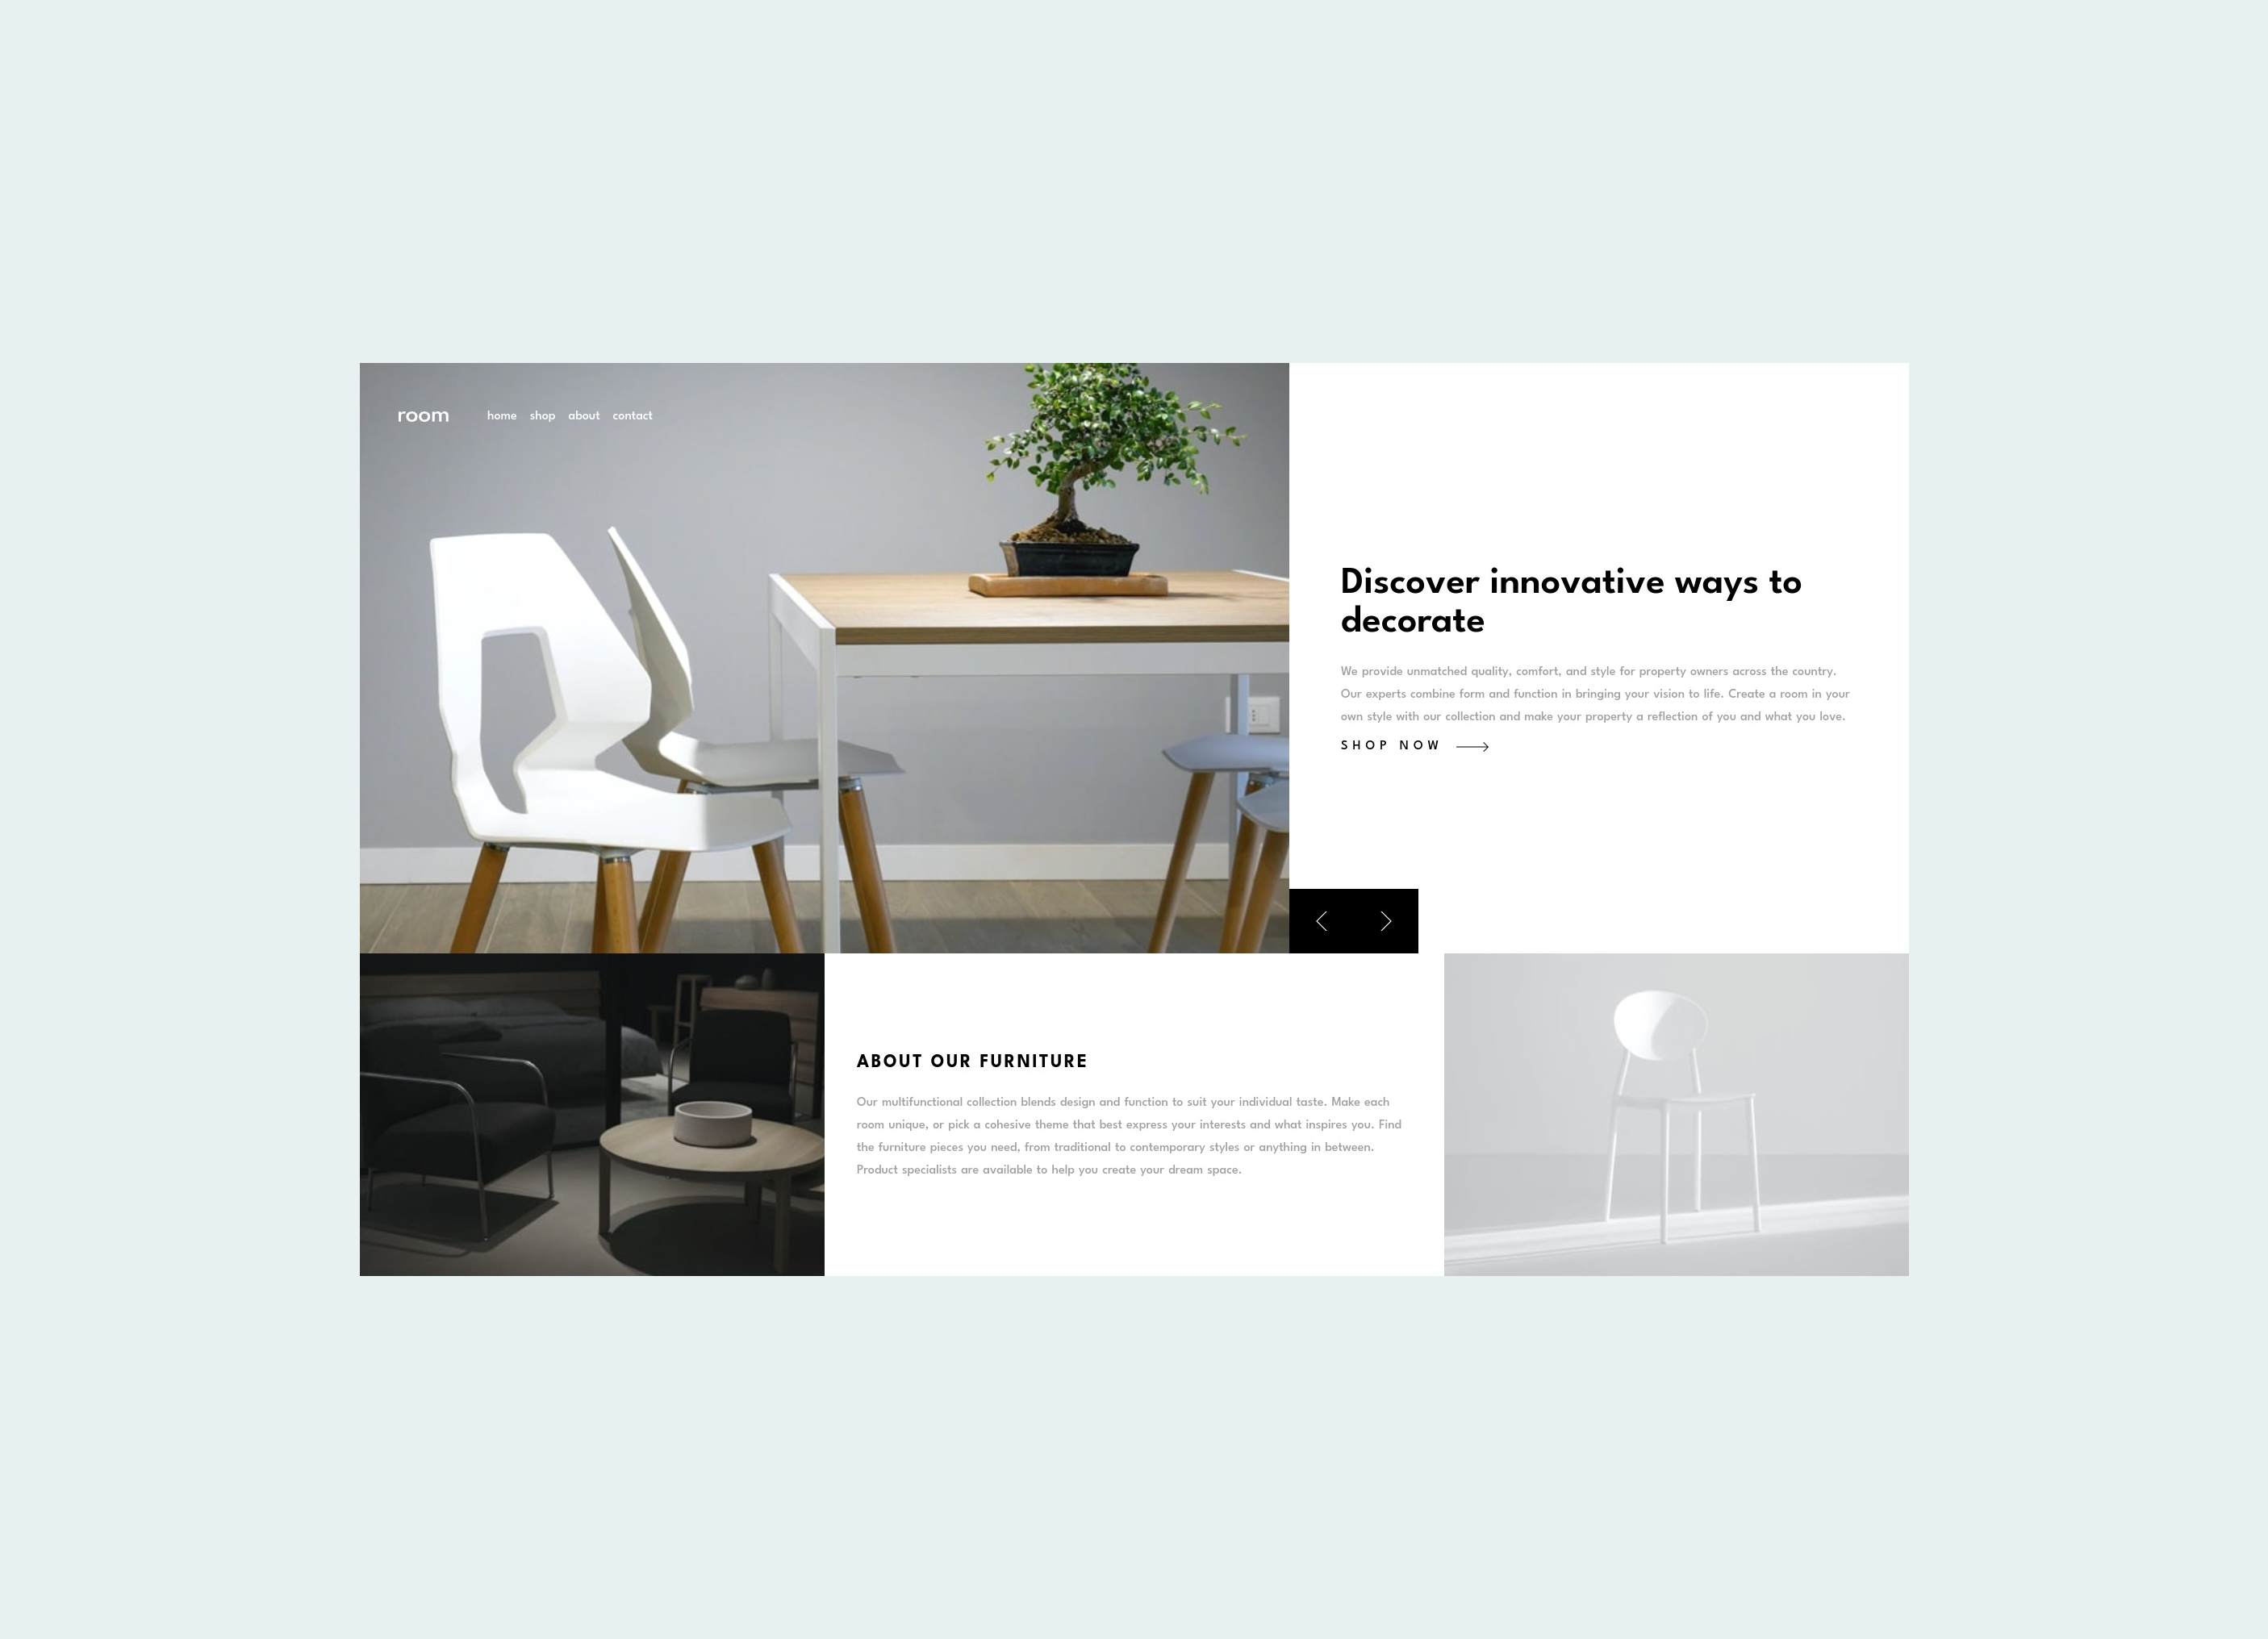 room
home shop about contact
Discover innovative ways to
decorate
We provide unmatched quality, comfort, and style for property owners across the country.
Our experts combine form and function in bringing your vision to life. Create a room in your
own style with our collection and make your property a reflection of you and what you love.
SHOP NOW
ABOUT OUR FURNITURE
Our multifunctional collection blends design and function to suit your individual taste. Make each
room unique, or pick a cohesive theme that best express your interests and what inspires you. Find
the furniture pieces you need, from traditional to contemporary styles or anything in between.
Product specialists are available to help you create your dream space.